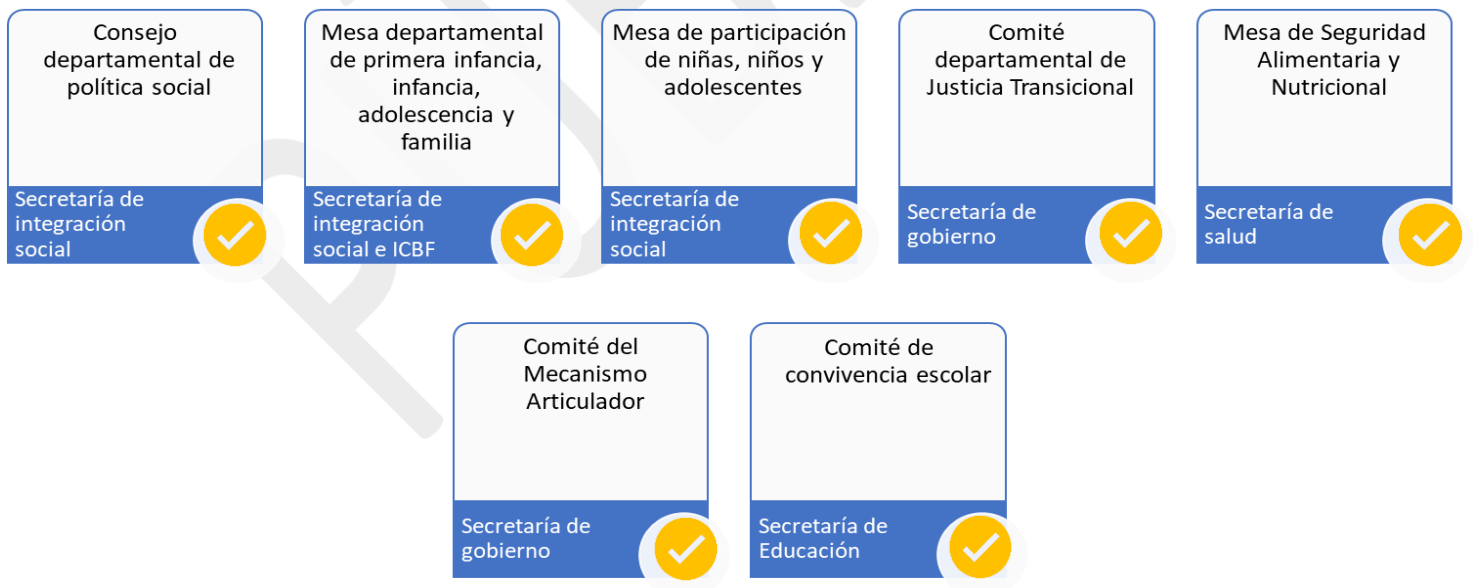 Consejo
departamental de
política social
Secretaría de
integración
social
Mesa departamental
de primera infancia,
infancia,
adolescencia y
familia
Secretaría de
integración
social e ICBF
Mesa de participación
de niñas, niños y
adolescentes
Secretaría de
integración
social
Comité
departamental de
Justicia Transicional
Secretaría de
gobierno
Mesa de Seguridad
Alimentaria y
Nutricional
Secretaría de
salud
Comité del
Mecanismo
Articulador
Secretaría de
gobierno
Comité de
convivencia escolar
Secretaría de
Educación